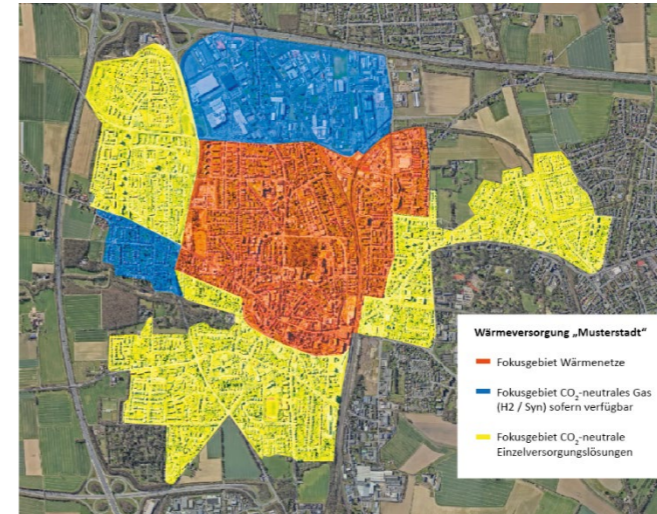 Wärmeversorgung „Musterstadt“
Fokusgebiet Wärmenetze
Fokusgebiet CO₂-neutrales Gas
(H2 / Syn) sofern verfügbar
Fokusgebiet CO₂-neutrale
Einzelversorgungslösungen